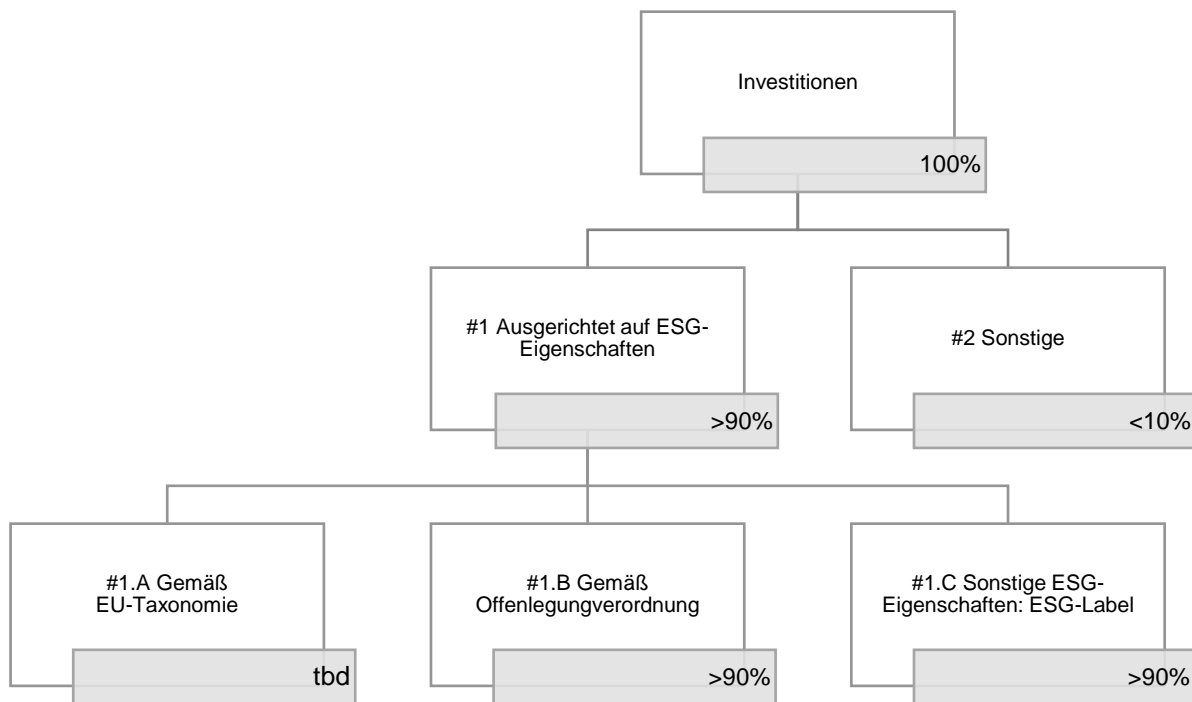 Investitionen
100%
#1 Ausgerichtet auf ESG-
Eigenschaften
>90%
#2 Sonstige
<10%
#1.A Gemäß
EU-Taxonomie
tbd
#1.B Gemäß
Offenlegungverordnung
>90%
#1.C Sonstige ESG-
Eigenschaften: ESG-Label
>90%